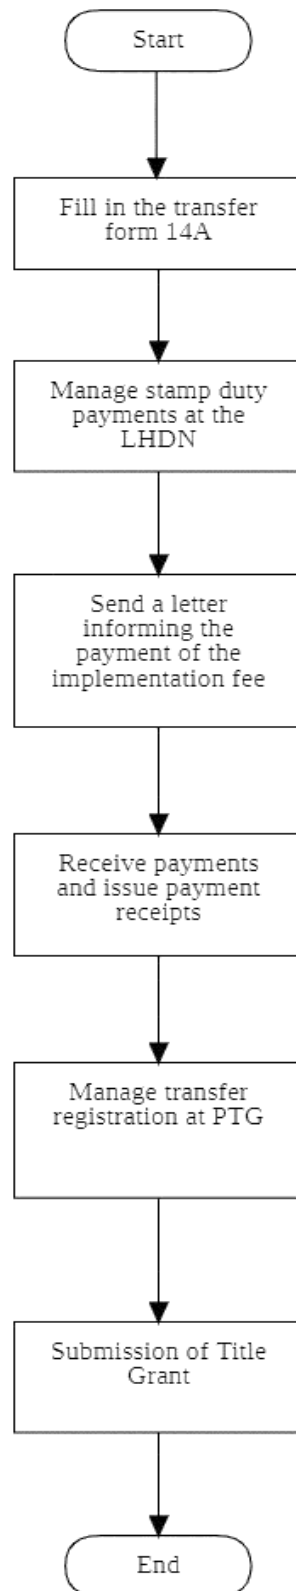 Start
Fill in the transfer
form 14A
Manage stamp duty
payments at the
LHDN
Send a letter
informing the
payment of the
implementation fee
Receive payments
and issue payment
receipts
Manage transfer
registration at PTG
Submission of Title
Grant
End